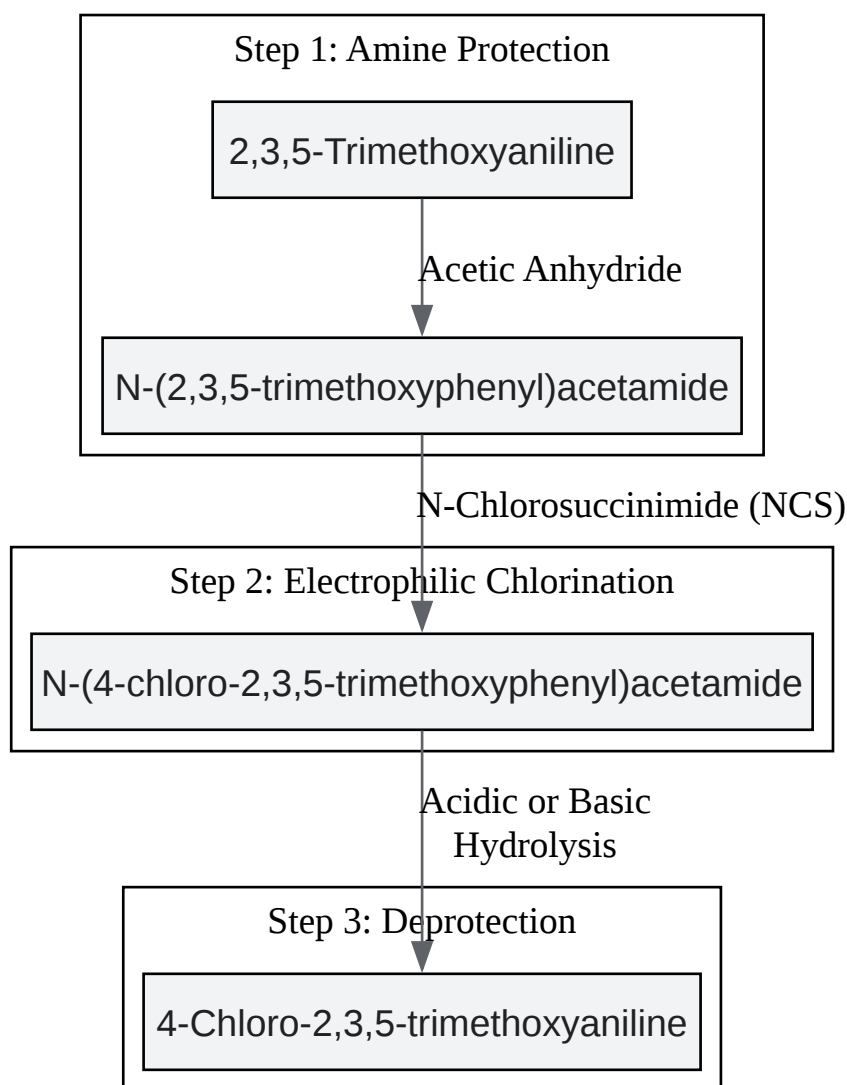 Step 1: Amine Protection
2,3,5-Trimethoxyaniline
Acetic Anhydride
N-(2,3,5-trimethoxyphenyl)acetamide
N-Chlorosuccinimide (NCS)
Step 2: Electrophilic Chlorination
N-(4-chloro-2,3,5-trimethoxyphenyl)acetamide
Acidic or Basic
Hydrolysis
Step 3: Deprotection
4-Chloro-2,3,5-trimethoxyaniline